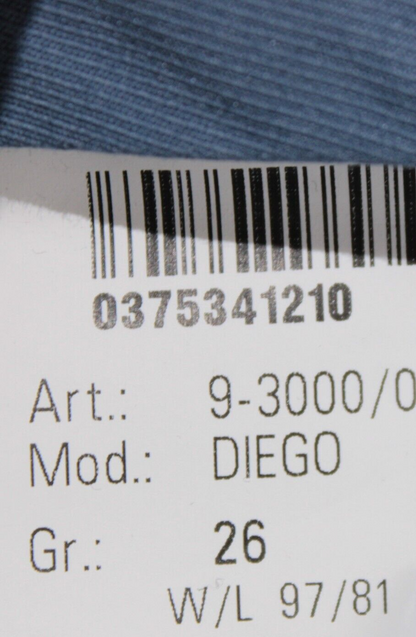 0375341210
Art.: 9-3000/0
Mod.: DIEGO
Gr.: 26
W/L 97/81